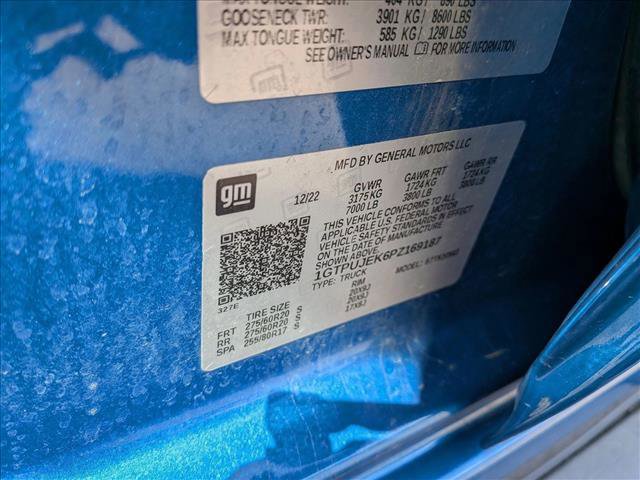 GOOSENECK TWR: 3901 KG / 8600 LBS
MAX TONGUE WEIGHT: 585 KG / 1290 LBS
SEE OWNER'S MANUAL FOR MORE INFORMATION
MFD BY GENERAL MOTORS LLC
gm
12/22
GVWR GAWR FRT GAWR RR
3175 KG 1724 KG 1724 KG
7000 LB 3800 LB 3800 LB
THIS VEHICLE CONFORMS TO ALL
APPLICABLE U.S. FEDERAL MOTOR
VEHICLE SAFETY STANDARDS IN EFFECT
ON THE DATE OF MANUFACTURE SHOWN
ABOVE.
1GTPUJEK6PZ169187
TYPE: TRUCK MODEL:
327E
TIRE SIZE RIM
FRT 275/60R20 S 20X9J
RR 275/60R20 S 20X9J
SPA 255/80R17 S 17X8J